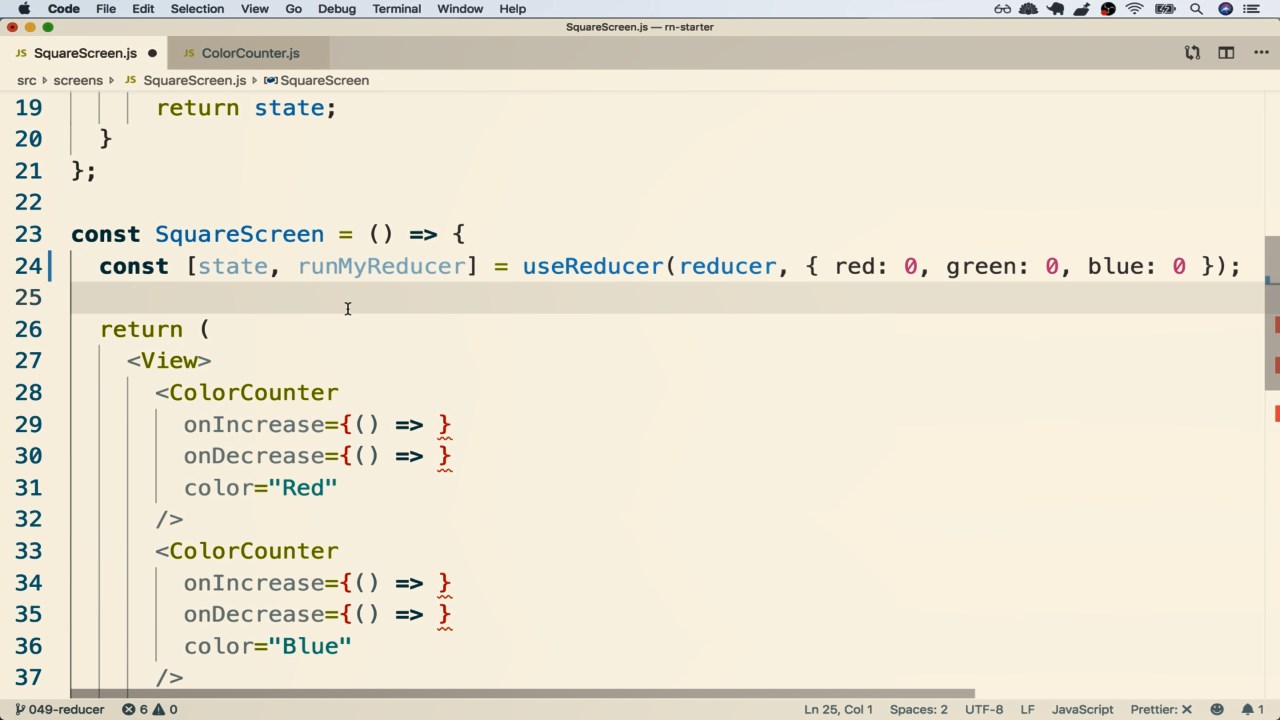 Code File Edit Selection View Go Debug Terminal Window Help
SquareScreen.js — rn-starter
JS SquareScreen.js JS ColorCounter.js
src screens JS SquareScreen.js SquareScreen
19 return state;
20 }
21 };
22
23 const SquareScreen = () => {
24 const [state, runMyReducer] = useReducer(reducer, { red: 0, green: 0, blue: 0 });
25
26 return (
27 <View>
28 <ColorCounter
29 onIncrease={() => }
30 onDecrease={() => }
31 color="Red"
32 />
33 <ColorCounter
34 onIncrease={() => }
35 onDecrease={() => }
36 color="Blue"
37 />
049-reducer 6 0 Ln 25, Col 1 Spaces: 2 UTF-8 LF JavaScript Prettier: × 1